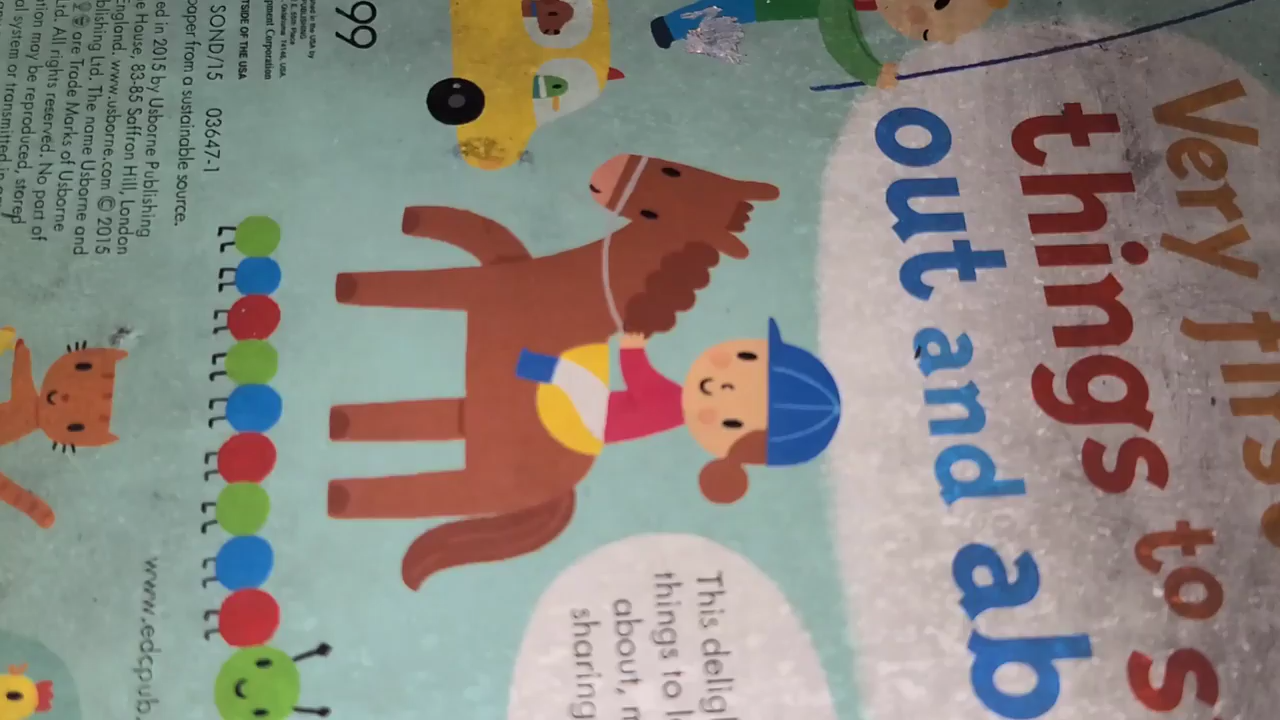 Very first
things to s
out and ab
This delig
things to l
about, m
sharing
99
SOND/15 03647-1
paper from a sustainable source.
ed in 2015 by Usborne Publishing
e House, 83-85 Saffron Hill, London
England. www.usborne.com © 2015
blishing Ltd. The name Usborne and
are Trade Marks of Usborne
Ltd. All rights reserved. No part of
ation may be reproduced, stored
al system or transmitted in
www.edcpub.